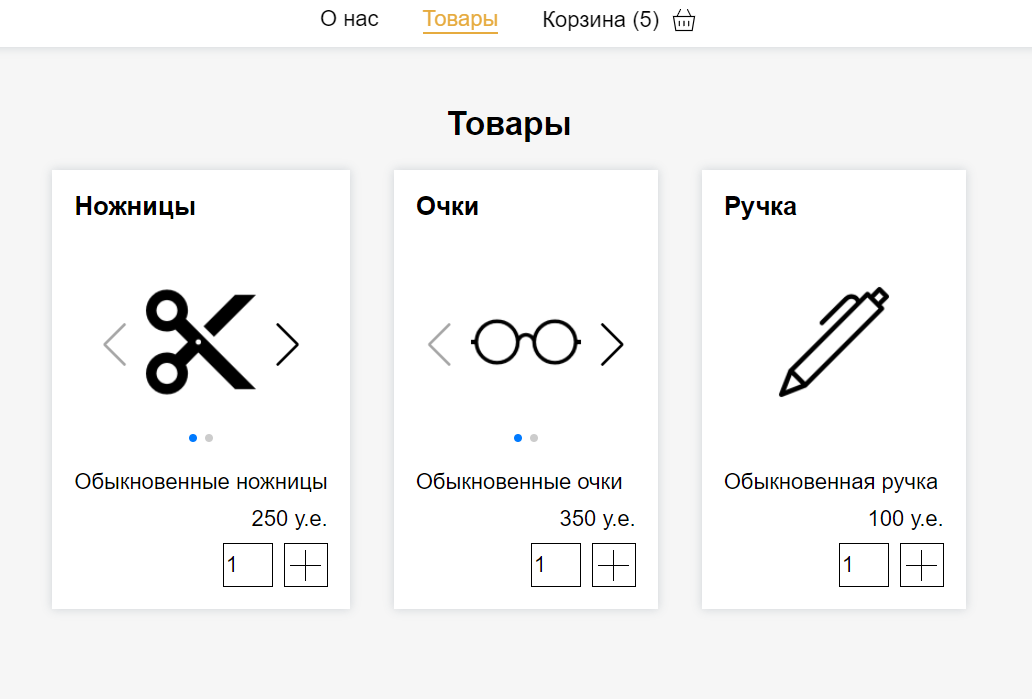 О нас Товары Корзина (5)
Товары
Ножницы
Обыкновенные ножницы
250 у.е.
1
Очки
Обыкновенные очки
350 у.е.
1
Ручка
Обыкновенная ручка
100 у.е.
1